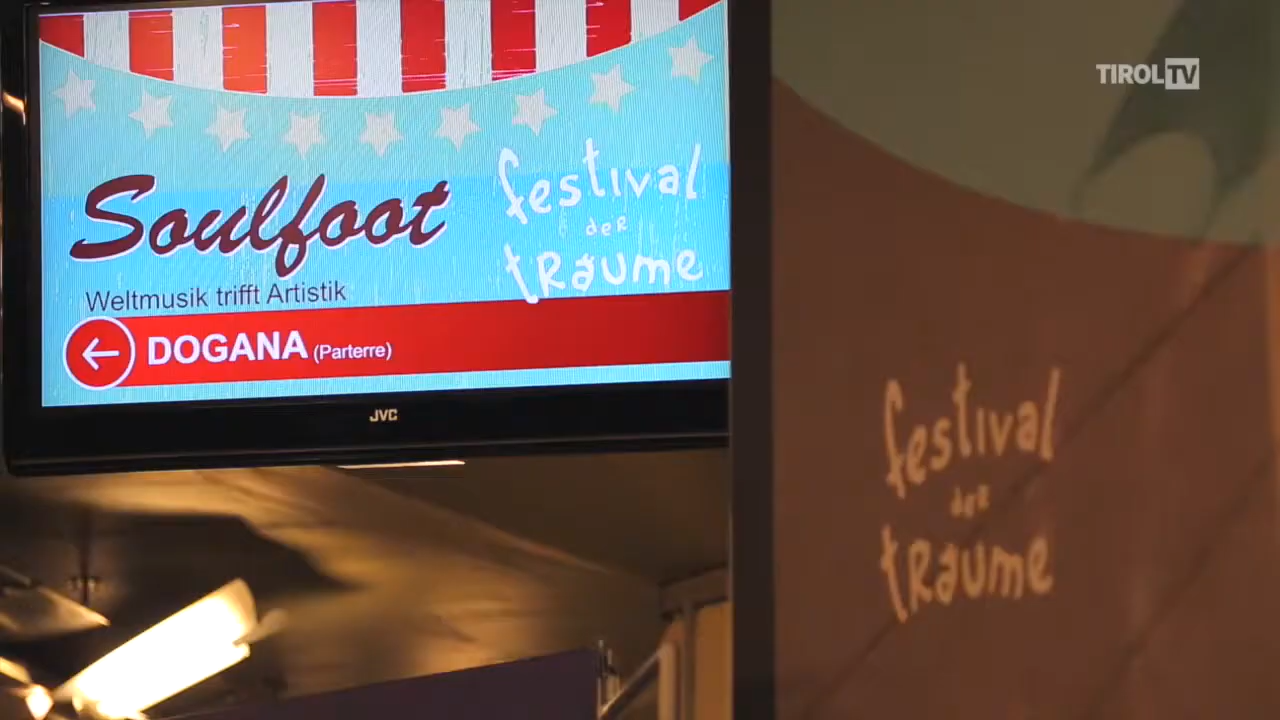 TIROL TV
Soulfoot
Weltmusik trifft Artistik
festival
der
träume
← DOGANA (Parterre)
JVC
festival
der
träume